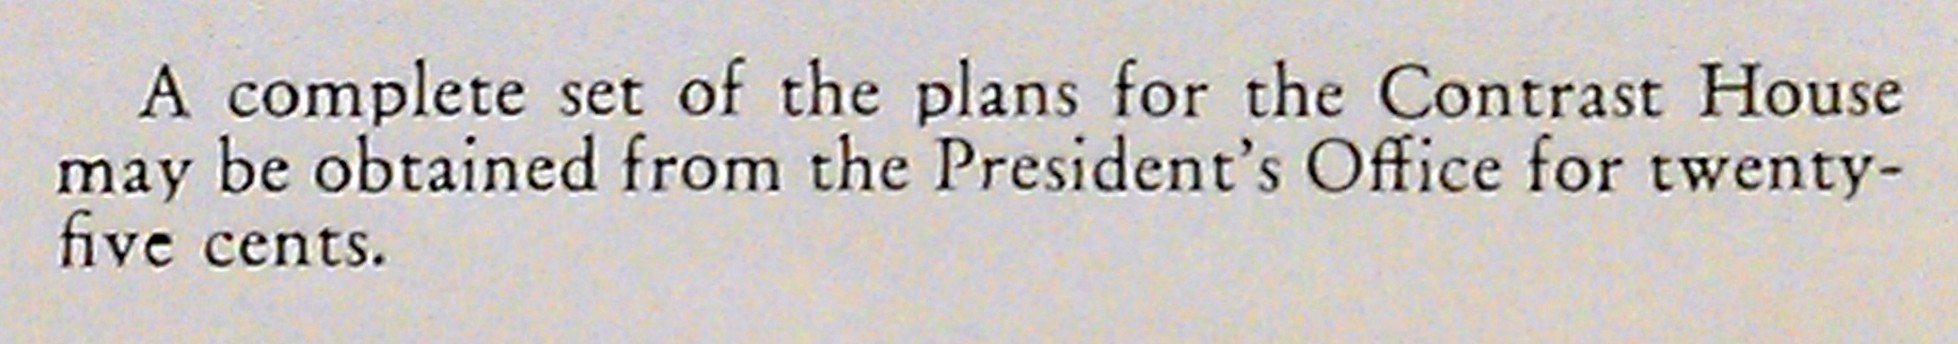 A complete set of the plans for the Contrast House
may be obtained from the President's Office for twenty-
five cents.